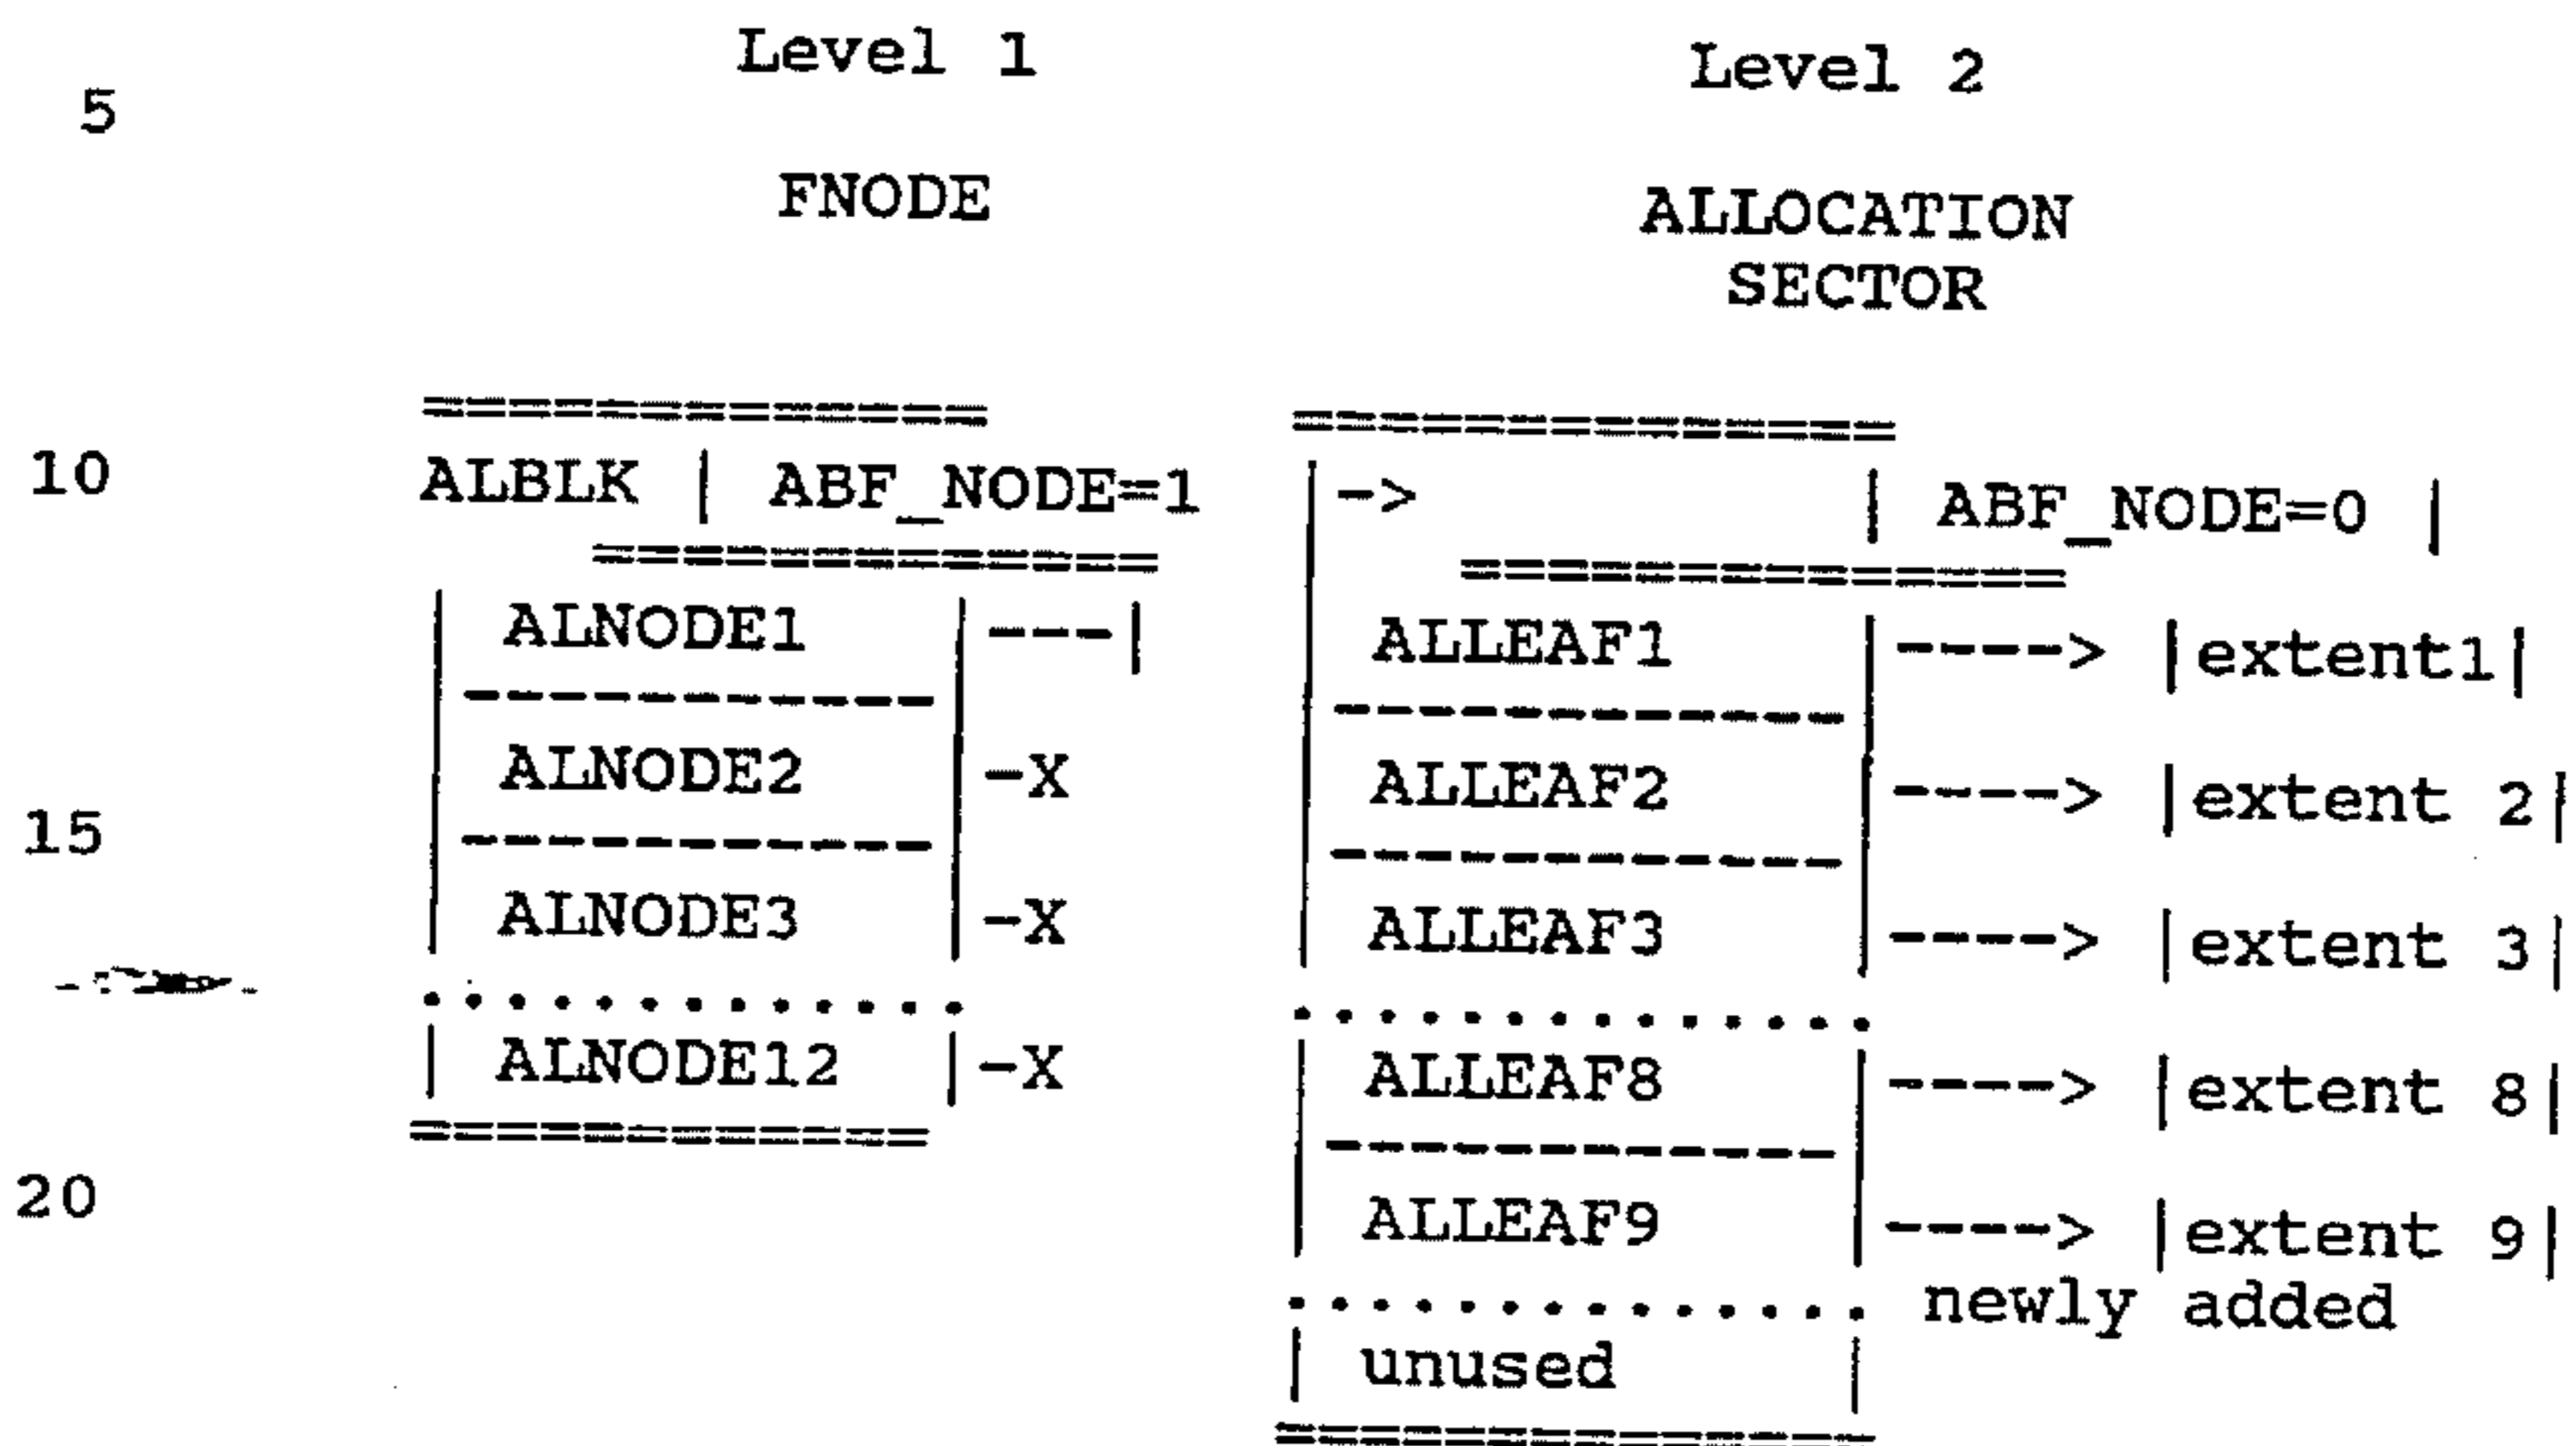 Level 1 Level 2
5
FNODE ALLOCATION
SECTOR
=============  ==============
10 ALBLK | ABF_NODE=1 |-> | ABF_NODE=0 |
=============  ==============
| ALNODE1 |---| | ALLEAF1 |----> |extent1|
-----------  ------------
| ALNODE2 |-X | ALLEAF2 |----> |extent 2|
15 -----------  ------------
| ALNODE3 |-X | ALLEAF3 |----> |extent 3|
.............  ..............
| ALNODE12 |-X | ALLEAF8 |----> |extent 8|
============  ------------
20 | ALLEAF9 |----> |extent 9|
.............. newly added
| unused |
==============